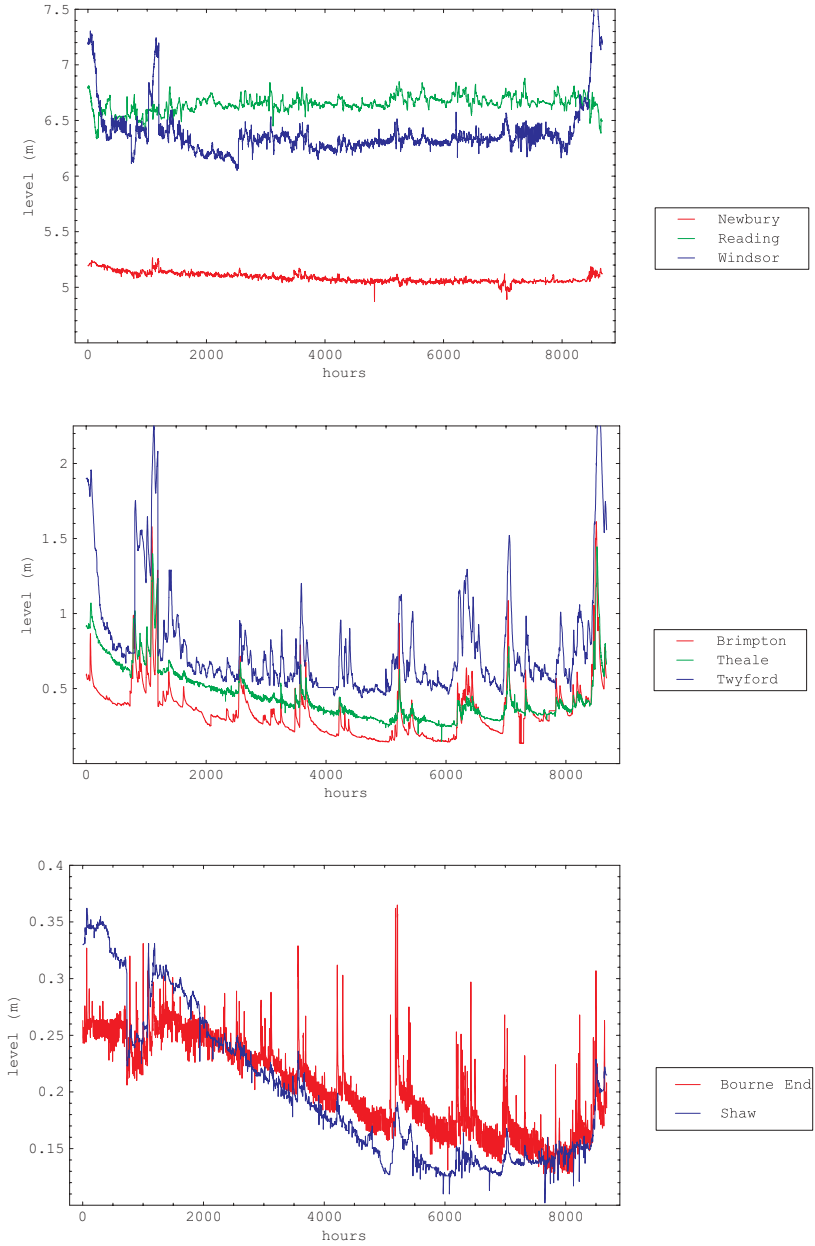 7.5
7
6.5
6
5.5
5
level (m)
0 2000 4000 6000 8000
hours
Newbury
Reading
Windsor
2
1.5
1
0.5
level (m)
0 2000 4000 6000 8000
hours
Brimpton
Theale
Twyford
0.4
0.35
0.3
0.25
0.2
0.15
level (m)
0 2000 4000 6000 8000
hours
Bourne End
Shaw